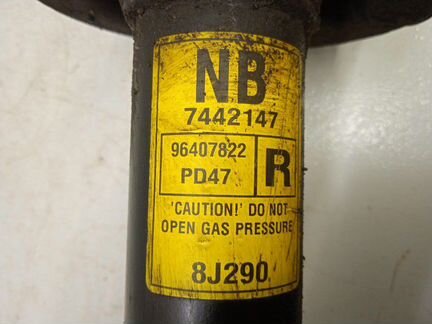 NB
7442147
96407822
PD47
R
'CAUTION!' DO NOT
OPEN GAS PRESSURE
8J290